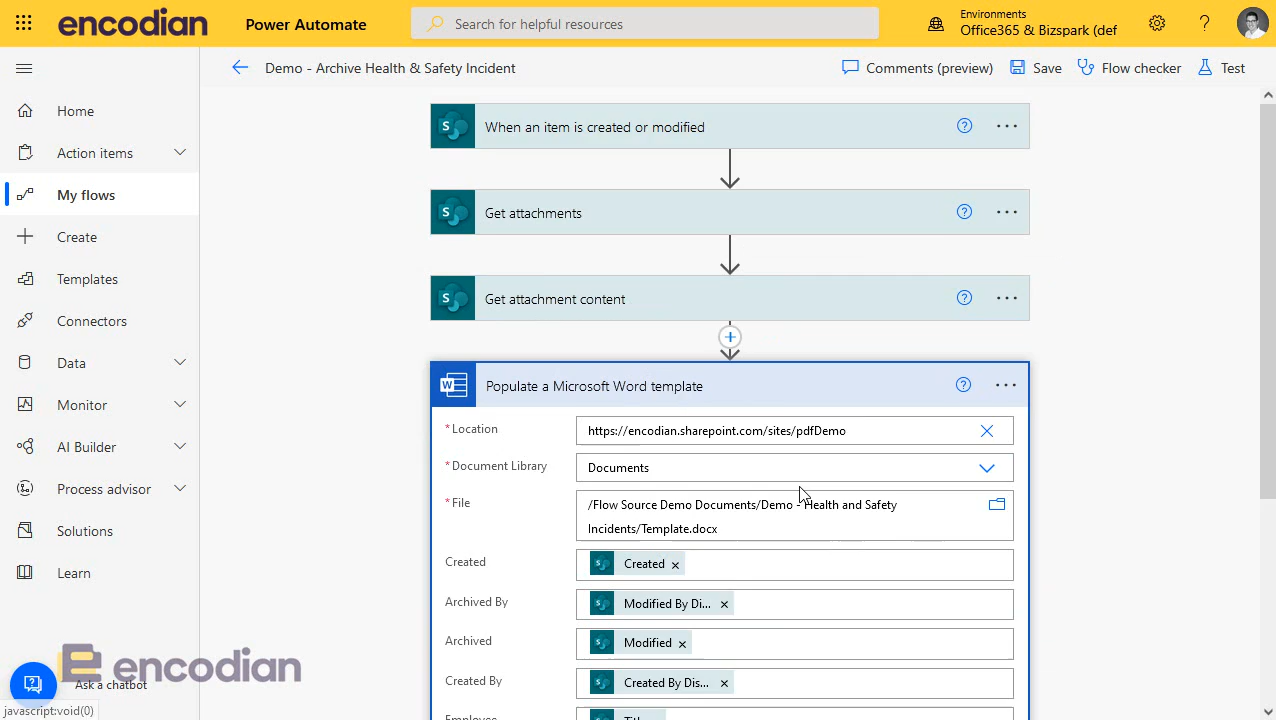 encodian
Power Automate
Search for helpful resources
Environments
Office365 & Bizspark (def
Demo - Archive Health & Safety Incident
Comments (preview)
Save
Flow checker
Test
Home
Action items
My flows
Create
Templates
Connectors
Data
Monitor
AI Builder
Process advisor
Solutions
Learn
encodian
Ask a chatbot
javascript:void(0)
When an item is created or modified
Get attachments
Get attachment content
Populate a Microsoft Word template
* Location
https://encodian.sharepoint.com/sites/pdfDemo
* Document Library
Documents
* File
/Flow Source Demo Documents/Demo - Health and Safety
Incidents/Template.docx
Created
Created
Archived By
Modified By Di...
Archived
Modified
Created By
Created By Dis...
Employee
Title